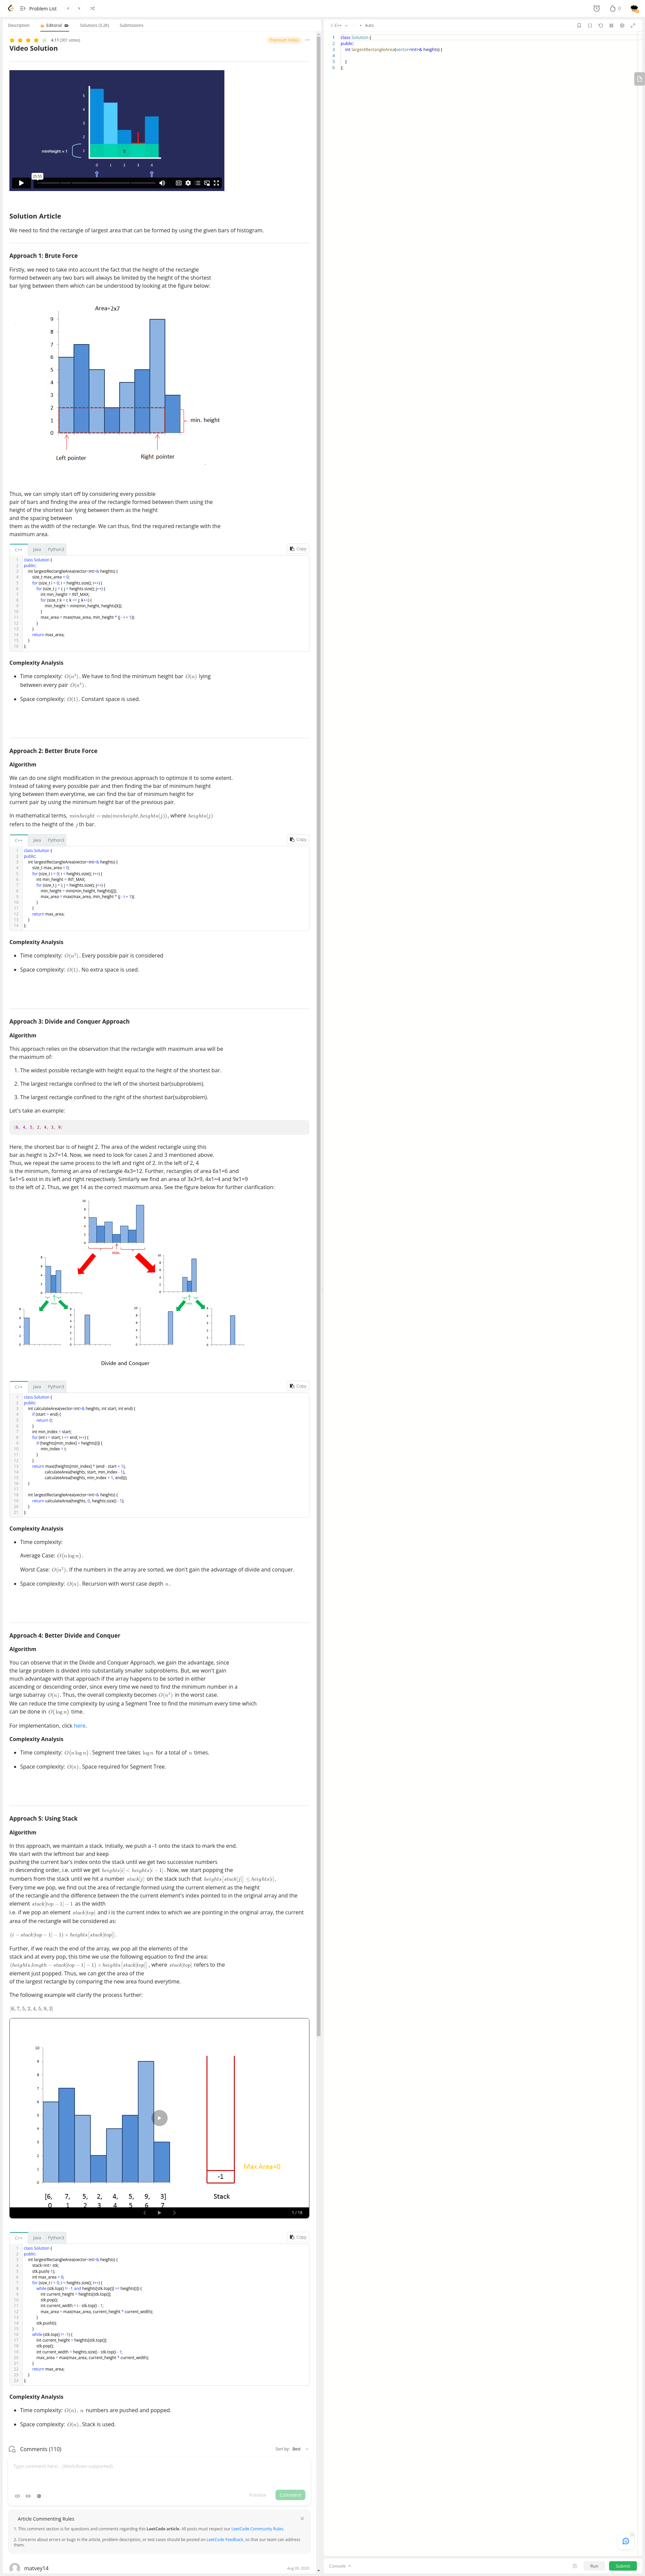 Problem List
0
Description
Editorial
Solutions (3.2K)
Submissions
C++
Auto
4.11 (301 votes)
Premium Video
Video Solution
minHeight = 1
Solution Article
We need to find the rectangle of largest area that can be formed by using the given bars of histogram.
Approach 1: Brute Force
Firstly, we need to take into account the fact that the height of the rectangle
formed between any two bars will always be limited by the height of the shortest
bar lying between them which can be understood by looking at the figure below:
Area=2x7
9
8
7
6
5
4
3
2
1
0
min. height
Left pointer
Right pointer
Thus, we can simply start off by considering every possible
pair of bars and finding the area of the rectangle formed between them using the
height of the shortest bar lying between them as the height
and the spacing between
them as the width of the rectangle. We can thus, find the required rectangle with the
maximum area.
C++ Java Python3
Copy
class Solution {
public:
int largestRectangleArea(vector<int>& heights) {
size_t max_area = 0;
for (size_t i = 0; i < heights.size(); i++) {
for (size_t j = i; j < heights.size(); j++) {
int min_height = INT_MAX;
for (size_t k = i; k <= j; k++) {
min_height = min(min_height, heights[k]);
}
max_area = max(max_area, min_height * (j - i + 1));
}
}
return max_area;
}
};
Complexity Analysis
• Time complexity: O(n³). We have to find the minimum height bar O(n) lying
between every pair O(n²).
• Space complexity: O(1). Constant space is used.
Approach 2: Better Brute Force
Algorithm
We can do one slight modification in the previous approach to optimize it to some extent.
Instead of taking every possible pair and then finding the bar of minimum height
lying between them everytime, we can find the bar of minimum height for
current pair by using the minimum height bar of the previous pair.
In mathematical terms, minheight = min(minheight, heights(j)), where heights(j)
refers to the height of the jth bar.
C++ Java Python3
Copy
class Solution {
public:
int largestRectangleArea(vector<int>& heights) {
size_t max_area = 0;
for (size_t i = 0; i < heights.size(); i++) {
int min_height = INT_MAX;
for (size_t j = i; j < heights.size(); j++) {
min_height = min(min_height, heights[j]);
max_area = max(max_area, min_height * (j - i + 1));
}
}
return max_area;
}
};
Complexity Analysis
• Time complexity: O(n²). Every possible pair is considered
• Space complexity: O(1). No extra space is used.
Approach 3: Divide and Conquer Approach
Algorithm
This approach relies on the observation that the rectangle with maximum area will be
the maximum of:
1. The widest possible rectangle with height equal to the height of the shortest bar.
2. The largest rectangle confined to the left of the shortest bar(subproblem).
3. The largest rectangle confined to the right of the shortest bar(subproblem).
Let's take an example:
[6, 4, 5, 2, 4, 3, 9]
Here, the shortest bar is of height 2. The area of the widest rectangle using this
bar as height is 2x7=14. Now, we need to look for cases 2 and 3 mentioned above.
Thus, we repeat the same process to the left and right of 2. In the left of 2, 4
is the minimum, forming an area of rectangle 4x3=12. Further, rectangles of area 6x1=6 and
5x1=5 exist in its left and right respectively. Similarly we find an area of 3x3=9, 4x1=4 and 9x1=9
to the left of 2. Thus, we get 14 as the correct maximum area. See the figure below for further clarification:
min.
Divide and Conquer
C++ Java Python3
Copy
class Solution {
public:
int calculateArea(vector<int>& heights, int start, int end) {
if (start > end) {
return 0;
}
int min_index = start;
for (int i = start; i <= end; i++) {
if (heights[min_index] > heights[i]) {
min_index = i;
}
}
return max({heights[min_index] * (end - start + 1),
calculateArea(heights, start, min_index - 1),
calculateArea(heights, min_index + 1, end)});
}
int largestRectangleArea(vector<int>& heights) {
return calculateArea(heights, 0, heights.size() - 1);
}
};
Complexity Analysis
• Time complexity:
Average Case: O(n log n).
Worst Case: O(n²). If the numbers in the array are sorted, we don't gain the advantage of divide and conquer.
• Space complexity: O(n). Recursion with worst case depth n.
Approach 4: Better Divide and Conquer
Algorithm
You can observe that in the Divide and Conquer Approach, we gain the advantage, since
the large problem is divided into substantially smaller subproblems. But, we won't gain
much advantage with that approach if the array happens to be sorted in either
ascending or descending order, since every time we need to find the minimum number in a
large subarray O(n). Thus, the overall complexity becomes O(n²) in the worst case.
We can reduce the time complexity by using a Segment Tree to find the minimum every time which
can be done in O(log n) time.
For implementation, click here.
Complexity Analysis
• Time complexity: O(n log n). Segment tree takes log n for a total of n times.
• Space complexity: O(n). Space required for Segment Tree.
Approach 5: Using Stack
Algorithm
In this approach, we maintain a stack. Initially, we push a -1 onto the stack to mark the end.
We start with the leftmost bar and keep
pushing the current bar's index onto the stack until we get two successive numbers
in descending order, i.e. until we get heights[i] < heights[i - 1]. Now, we start popping the
numbers from the stack until we hit a number stack[j] on the stack such that heights[stack[j]] ≤ heights[i].
Every time we pop, we find out the area of rectangle formed using the current element as the height
of the rectangle and the difference between the the current element's index pointed to in the original array and the
element stack[top - 1] - 1 as the width
i.e. if we pop an element stack[top] and i is the current index to which we are pointing in the original array, the current
area of the rectangle will be considered as:
(i - stack[top - 1] - 1) × heights[stack[top]].
Further, if we reach the end of the array, we pop all the elements of the
stack and at every pop, this time we use the following equation to find the area:
(heights.length - stack[top - 1] - 1) × heights[stack[top]], where stack[top] refers to the
element just popped. Thus, we can get the area of the
of the largest rectangle by comparing the new area found everytime.
The following example will clarify the process further:
[6, 7, 5, 2, 4, 5, 9, 3]
10
9
8
7
6
5
4
3
2
1
0
[6, 7, 5, 2, 4, 5, 9, 3]
0 1 2 3 4 5 6 7
-1
Stack
Max Area=0
1 / 18
C++ Java Python3
Copy
class Solution {
public:
int largestRectangleArea(vector<int>& heights) {
stack<int> stk;
stk.push(-1);
int max_area = 0;
for (size_t i = 0; i < heights.size(); i++) {
while (stk.top() != -1 and heights[stk.top()] >= heights[i]) {
int current_height = heights[stk.top()];
stk.pop();
int current_width = i - stk.top() - 1;
max_area = max(max_area, current_height * current_width);
}
stk.push(i);
}
while (stk.top() != -1) {
int current_height = heights[stk.top()];
stk.pop();
int current_width = heights.size() - stk.top() - 1;
max_area = max(max_area, current_height * current_width);
}
return max_area;
}
};
Complexity Analysis
• Time complexity: O(n). n numbers are pushed and popped.
• Space complexity: O(n). Stack is used.
Comments (110)
Sort by: Best
Type comment here... (Markdown supported)
Preview
Comment
Article Commenting Rules
1. This comment section is for questions and comments regarding this LeetCode article. All posts must respect our LeetCode Community Rules.
2. Concerns about errors or bugs in the article, problem description, or test cases should be posted on LeetCode Feedback, so that our team can address
them.
matvey14
Aug 09, 2020
1 class Solution {
2 public:
3 int largestRectangleArea(vector<int>& heights) {
4
5 }
6 };
Console
Run
Submit